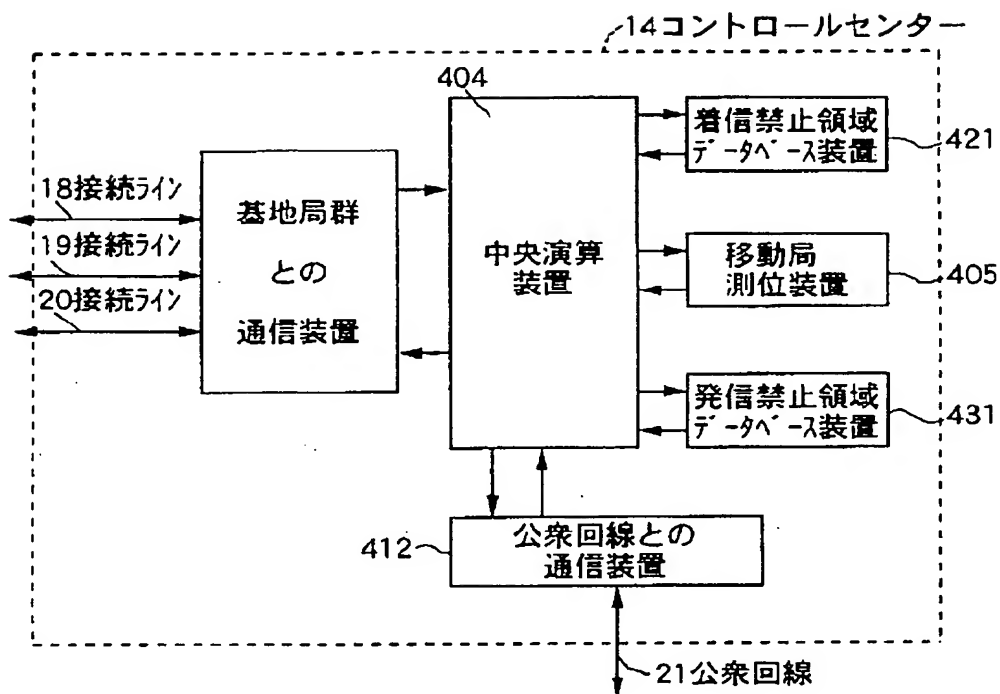 14コントロールセンター
404
着信禁止領域
データベース装置
421
18接続ライン
19接続ライン
20接続ライン
基地局群
との
通信装置
中央演算
装置
移動局
測位装置
405
発信禁止領域
データベース装置
431
412
公衆回線との
通信装置
21公衆回線